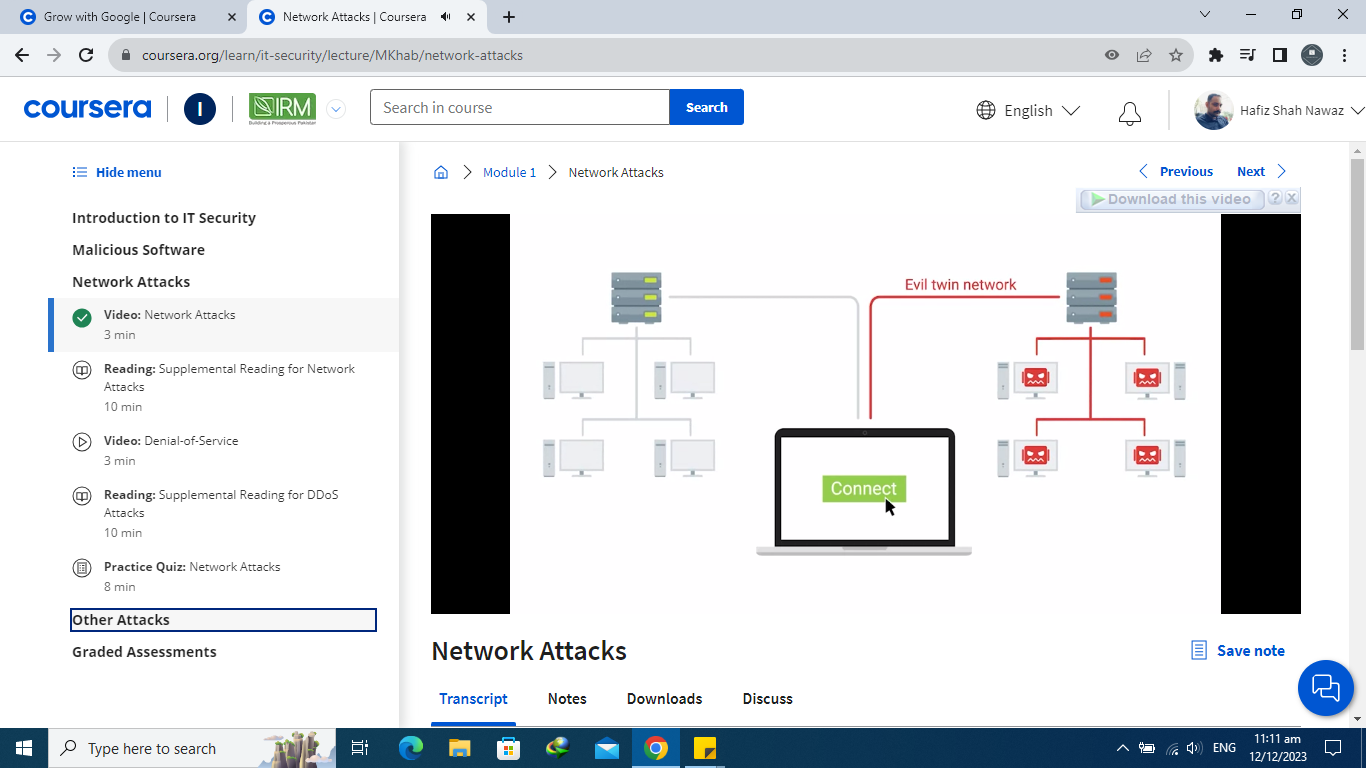 Grow with Google | Coursera
Network Attacks | Coursera
coursera.org/learn/it-security/lecture/MKhab/network-attacks
coursera
I
IRM
Search in course
Search
English
Hafiz Shah Nawaz
Hide menu
Introduction to IT Security
Malicious Software
Network Attacks
Video: Network Attacks
3 min
Reading: Supplemental Reading for Network
Attacks
10 min
Video: Denial-of-Service
3 min
Reading: Supplemental Reading for DDoS
Attacks
10 min
Practice Quiz: Network Attacks
8 min
Other Attacks
Graded Assessments
Module 1
Network Attacks
Previous
Next
Download this video
?
X
Evil twin network
Connect
Network Attacks
Save note
Transcript
Notes
Downloads
Discuss
Type here to search
ENG
11:11 am
12/12/2023